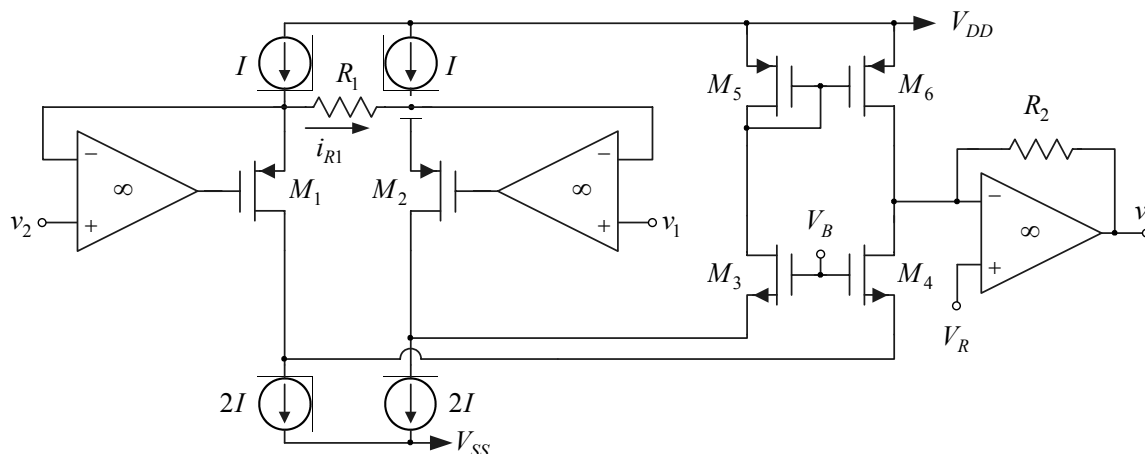 V_DD
I
R_1
I
M_5
M_6
R_2
i_R1
−
∞
+
v_2
M_1
M_2
−
∞
+
v_1
V_B
M_3
M_4
−
∞
+
v
V_R
2I
2I
V_SS